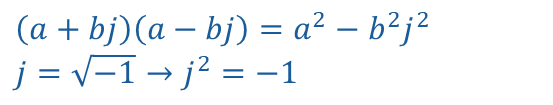 (a + bj)(a − bj) = a² − b²j²
j = √−1 → j² = −1